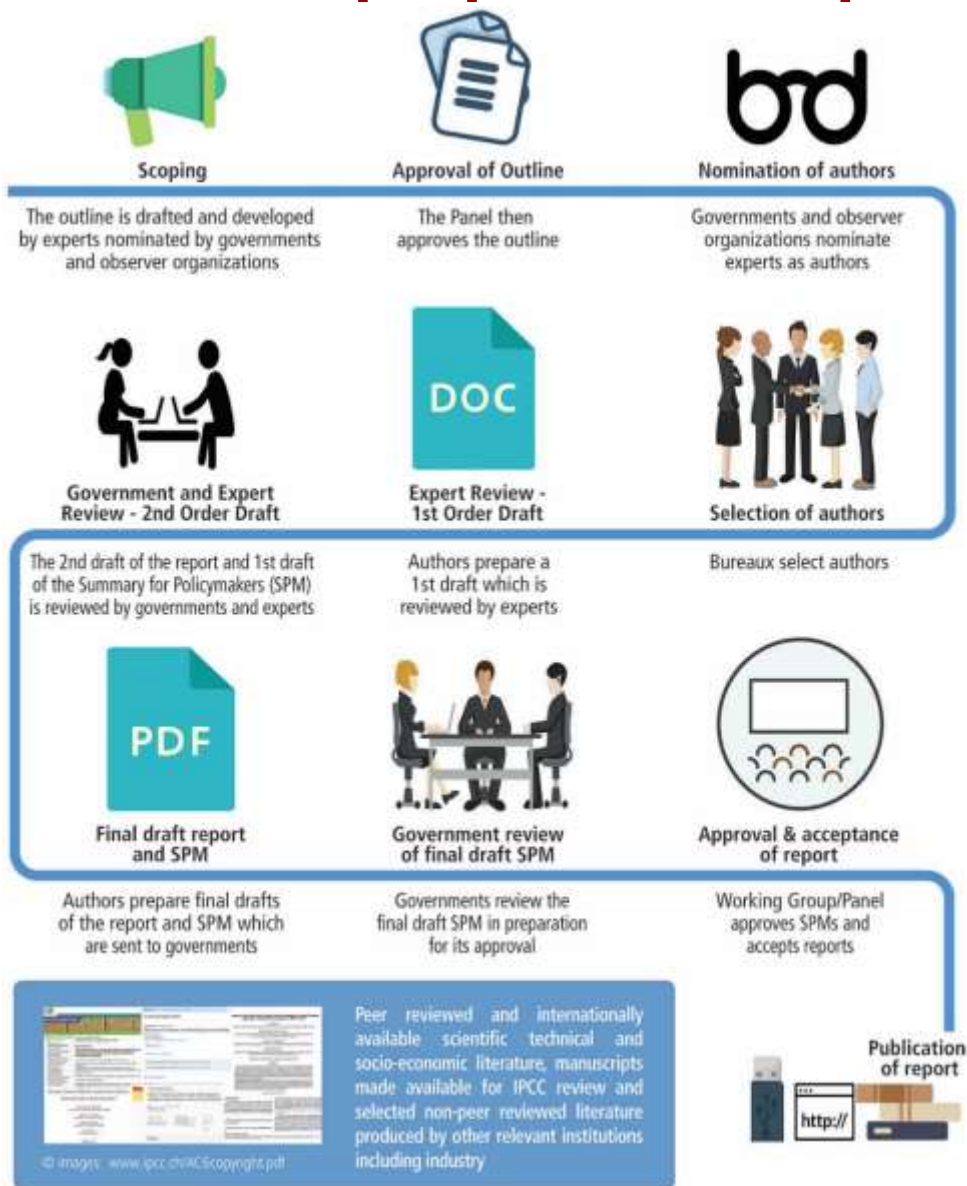 Scoping
Approval of Outline
Nomination of authors
The outline is drafted and developed
by experts nominated by governments
and observer organizations
The Panel then
approves the outline
Governments and observer
organizations nominate
experts as authors
DOC
Government and Expert
Review - 2nd Order Draft
Expert Review -
1st Order Draft
Selection of authors
The 2nd draft of the report and 1st draft
of the Summary for Policymakers (SPM)
is reviewed by governments and experts
Authors prepare a
1st draft which is
reviewed by experts
Bureaux select authors
PDF
Final draft report
and SPM
Government review
of final draft SPM
Approval & acceptance
of report
Authors prepare final drafts
of the report and SPM which
are sent to governments
Governments review the
final draft SPM in preparation
for its approval
Working Group/Panel
approves SPMs and
accepts reports
Peer reviewed and internationally
available scientific technical and
socio-economic literature, manuscripts
made available for IPCC review and
selected non-peer reviewed literature
produced by other relevant institutions
including industry
© images:
Publication
of report
http://